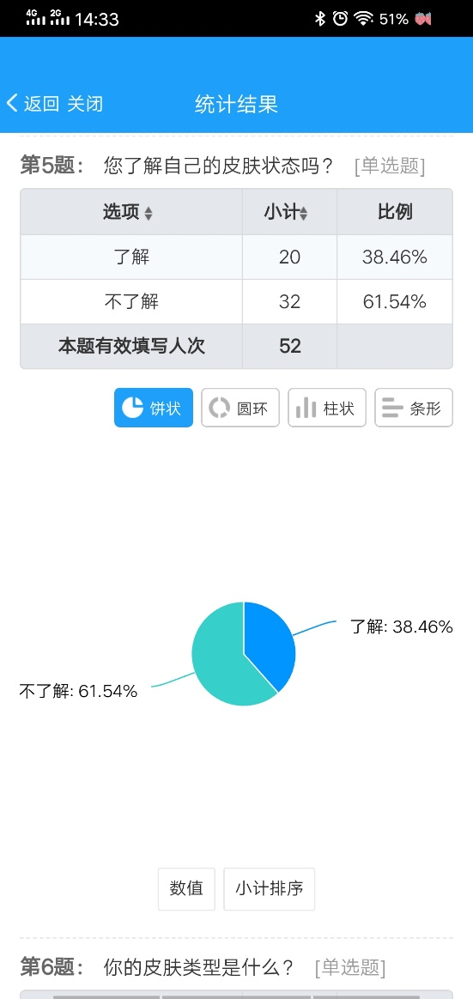 4G 2G 14:33 51%
返回 关闭 统计结果
第5题： 您了解自己的皮肤状态吗？ [单选题]
选项 小计 比例
了解 20 38.46%
不了解 32 61.54%
本题有效填写人次 52
饼状 圆环 柱状 条形
了解: 38.46%
不了解: 61.54%
数值 小计排序
第6题： 你的皮肤类型是什么？ [单选题]